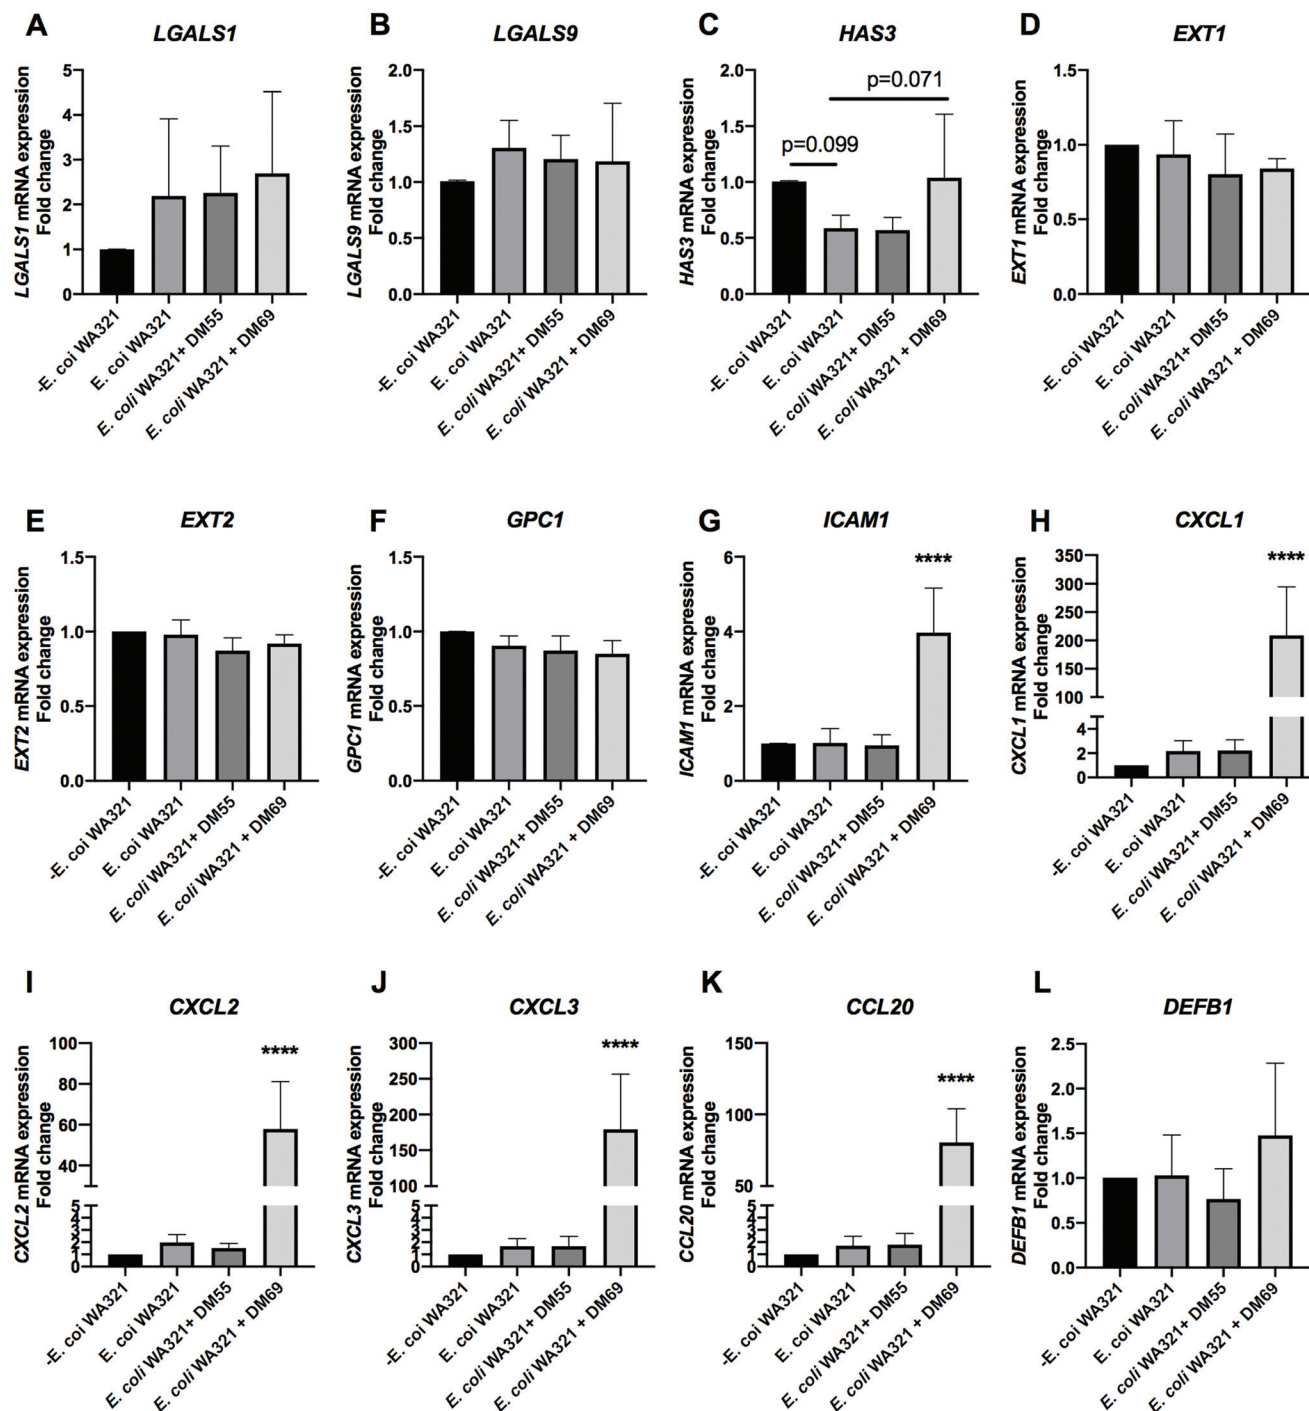 A
LGALS1
LGALS1 mRNA expression
Fold change
5
4
3
2
1
0
-E. coi WA321
E. coi WA321
E. coli WA321+ DM55
E. coli WA321 + DM69
B
LGALS9
LGALS9 mRNA expression
Fold change
2.0
1.5
1.0
0.5
0.0
-E. coi WA321
E. coi WA321
E. coli WA321+ DM55
E. coli WA321 + DM69
C
HAS3
HAS3 mRNA expression
Fold change
2.0
1.5
1.0
0.5
0.0
p=0.071
p=0.099
-E. coi WA321
E. coi WA321
E. coli WA321+ DM55
E. coli WA321 + DM69
D
EXT1
EXT1 mRNA expression
Fold change
1.5
1.0
0.5
0.0
-E. coi WA321
E. coi WA321
E. coli WA321+ DM55
E. coli WA321 + DM69
E
EXT2
EXT2 mRNA expression
Fold change
1.5
1.0
0.5
0.0
-E. coi WA321
E. coi WA321
E. coli WA321+ DM55
E. coli WA321 + DM69
F
GPC1
GPC1 mRNA expression
Fold change
1.5
1.0
0.5
0.0
-E. coi WA321
E. coi WA321
E. coli WA321+ DM55
E. coli WA321 + DM69
G
ICAM1
ICAM1 mRNA expression
Fold change
6
4
2
0
****
-E. coi WA321
E. coi WA321
E. coli WA321+ DM55
E. coli WA321 + DM69
H
CXCL1
CXCL1 mRNA expression
Fold change
350
300
250
200
150
100
4
2
0
****
-E. coi WA321
E. coi WA321
E. coli WA321+ DM55
E. coli WA321 + DM69
I
CXCL2
CXCL2 mRNA expression
Fold change
100
80
60
40
5
4
3
2
1
0
****
-E. coi WA321
E. coi WA321
E. coli WA321+ DM55
E. coli WA321 + DM69
J
CXCL3
CXCL3 mRNA expression
Fold change
300
250
200
150
100
5
4
3
2
1
0
****
-E. coi WA321
E. coi WA321
E. coli WA321+ DM55
E. coli WA321 + DM69
K
CCL20
CCL20 mRNA expression
Fold change
150
100
50
5
4
3
2
1
0
****
-E. coi WA321
E. coi WA321
E. coli WA321+ DM55
E. coli WA321 + DM69
L
DEFB1
DEFB1 mRNA expression
Fold change
2.5
2.0
1.5
1.0
0.5
0.0
-E. coi WA321
E. coi WA321
E. coli WA321+ DM55
E. coli WA321 + DM69